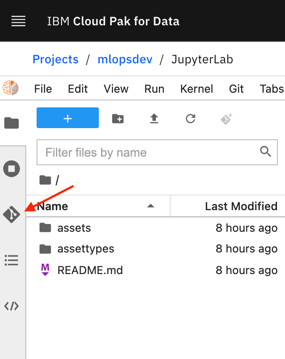 IBM Cloud Pak for Data
Projects / mlopsdev / JupyterLab
File Edit View Run Kernel Git Tabs
+
Filter files by name
/
Name Last Modified
assets 8 hours ago
assettypes 8 hours ago
README.md 8 hours ago